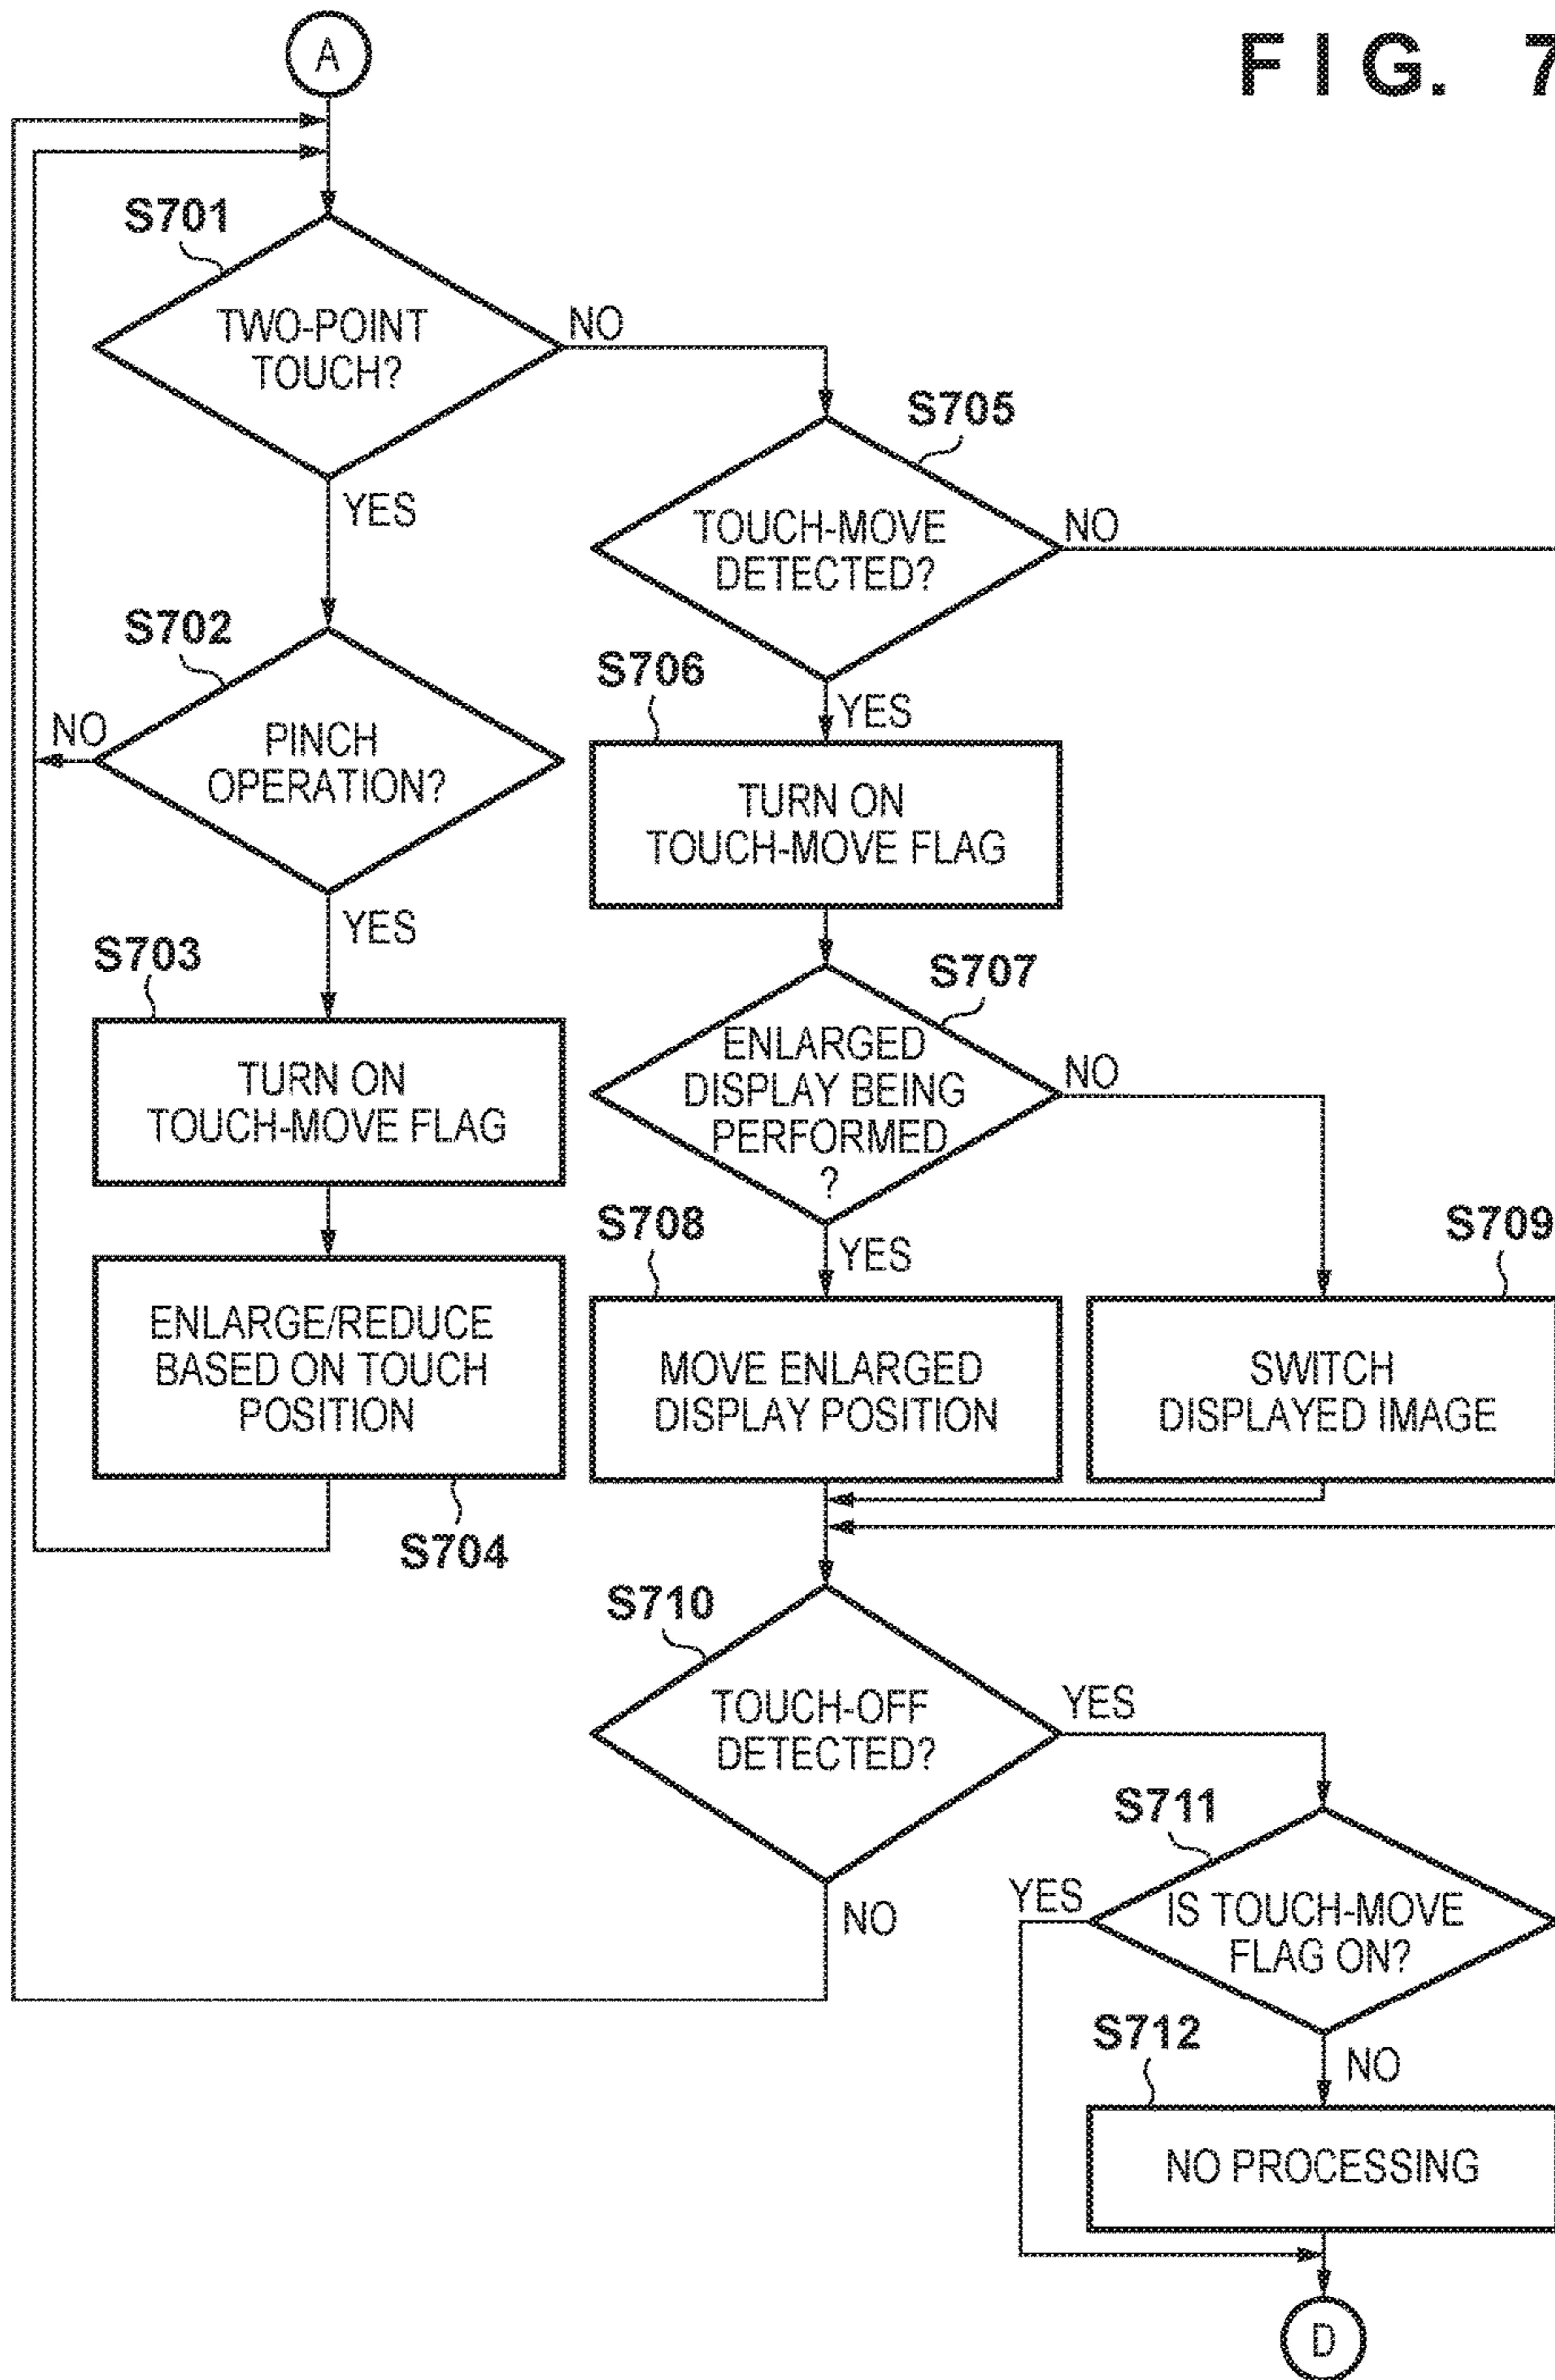 FIG. 7
A
S701
TWO-POINT
TOUCH?
NO
YES
S705
TOUCH-MOVE
DETECTED?
NO
YES
S702
PINCH
OPERATION?
NO
YES
S706
TURN ON
TOUCH-MOVE FLAG
S703
TURN ON
TOUCH-MOVE FLAG
S707
ENLARGED
DISPLAY BEING
PERFORMED
?
NO
YES
ENLARGE/REDUCE
BASED ON TOUCH
POSITION
S704
S708
MOVE ENLARGED
DISPLAY POSITION
S709
SWITCH
DISPLAYED IMAGE
S710
TOUCH-OFF
DETECTED?
YES
NO
S711
IS TOUCH-MOVE
FLAG ON?
YES
NO
S712
NO PROCESSING
D